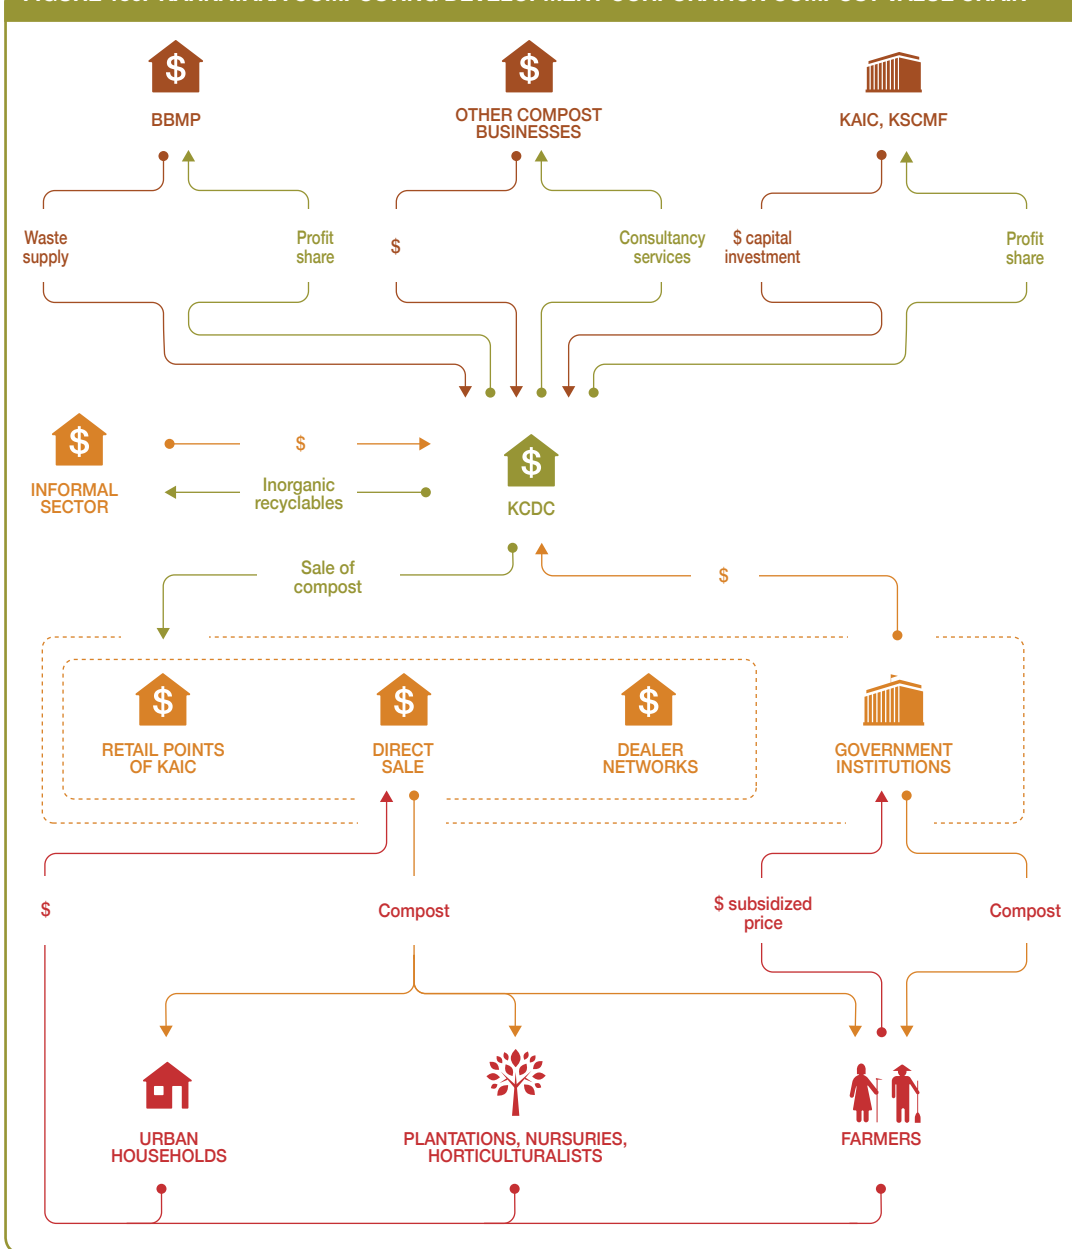 BBMP
OTHER COMPOST
BUSINESSES
KAIC, KSCMF
Waste
supply
Profit
share
$
Consultancy
services
$ capital
investment
Profit
share
INFORMAL
SECTOR
$
Inorganic
recyclables
KCDC
Sale of
compost
$
RETAIL POINTS
OF KAIC
DIRECT
SALE
DEALER
NETWORKS
GOVERNMENT
INSTITUTIONS
$
Compost
$ subsidized
price
Compost
URBAN
HOUSEHOLDS
PLANTATIONS, NURSURIES,
HORTICULTURALISTS
FARMERS